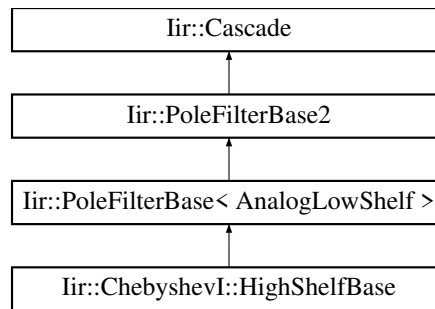 Iir::Cascade
Iir::PoleFilterBase2
Iir::PoleFilterBase< AnalogLowShelf >
Iir::ChebyshevI::HighShelfBase